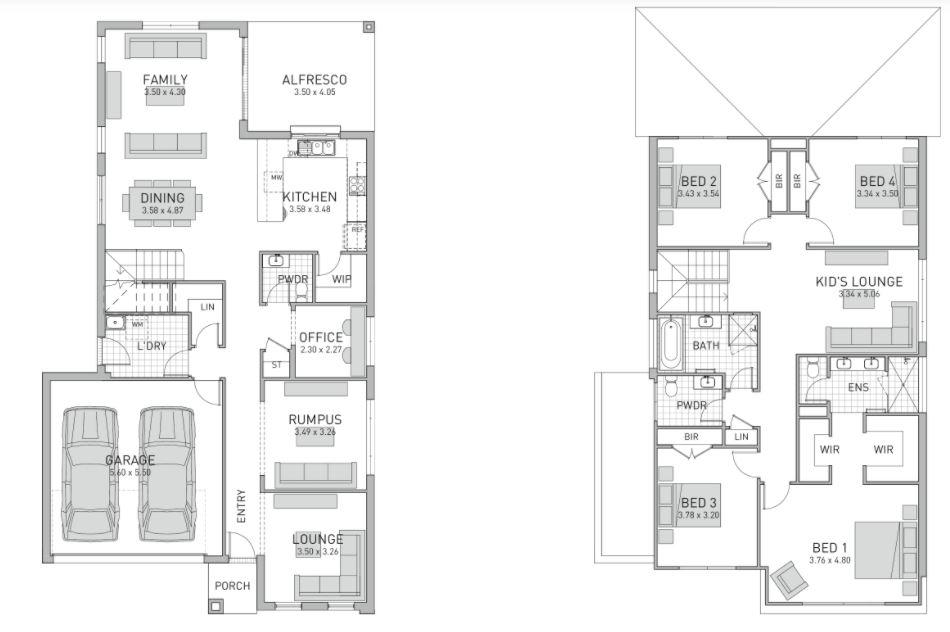 FAMILY
3.50 x 4.30
ALFRESCO
3.50 x 4.05
DW
MW
KITCHEN
3.58 x 3.48
DINING
3.58 x 4.87
REF
PWDR
WIP
LIN
WM
L'DRY
OFFICE
2.30 x 2.27
ST
RUMPUS
3.49 x 3.26
GARAGE
5.60 x 5.50
ENTRY
LOUNGE
3.50 x 3.26
PORCH
BED 2
3.43 x 3.54
BIR
BIR
BED 4
3.34 x 3.50
KID'S LOUNGE
3.34 x 5.06
BATH
ENS
PWDR
BIR
LIN
WIR
WIR
BED 3
3.78 x 3.20
BED 1
3.76 x 4.80